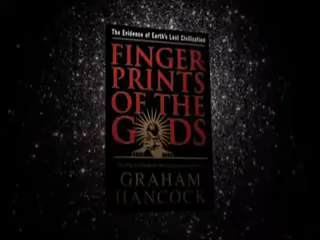 The Evidence of Earth's Lost Civilization
FINGER
PRINTS
OF THE
GODS
GRAHAM
HANCOCK